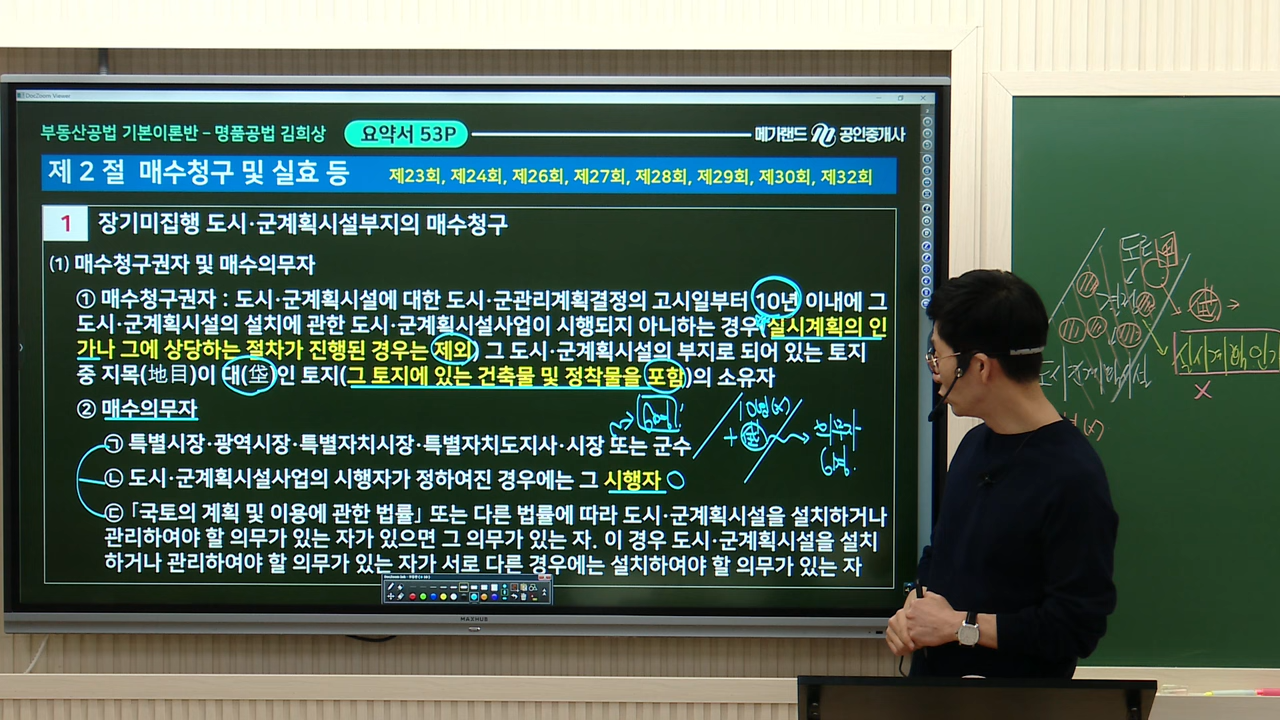 DocZoom Viewer
부동산공법 기본이론반 – 명품공법 김희상 요약서 53P 메가랜드 공인중개사
제 2 절 매수청구 및 실효 등 제23회, 제24회, 제26회, 제27회, 제28회, 제29회, 제30회, 제32회
1 장기미집행 도시·군계획시설부지의 매수청구
(1) 매수청구권자 및 매수의무자
① 매수청구권자 : 도시·군계획시설에 대한 도시·군관리계획결정의 고시일부터 10년 이내에 그
도시·군계획시설의 설치에 관한 도시·군계획시설사업이 시행되지 아니하는 경우(실시계획의 인
가나 그에 상당하는 절차가 진행된 경우는 제외) 그 도시·군계획시설의 부지로 되어 있는 토지
중 지목(地目)이 대(垈)인 토지(그 토지에 있는 건축물 및 정착물을 포함)의 소유자
② 매수의무자
㉠ 특별시장·광역시장·특별자치시장·특별자치도지사·시장 또는 군수
㉡ 도시·군계획시설사업의 시행자가 정하여진 경우에는 그 시행자
㉢ 「국토의 계획 및 이용에 관한 법률」 또는 다른 법률에 따라 도시·군계획시설을 설치하거나
관리하여야 할 의무가 있는 자가 있으면 그 의무가 있는 자. 이 경우 도시·군계획시설을 설치
하거나 관리하여야 할 의무가 있는 자가 서로 다른 경우에는 설치하여야 할 의무가 있는 자
6명
10년(x)
의무자
MAXHUB
도로
실시계획인가
X